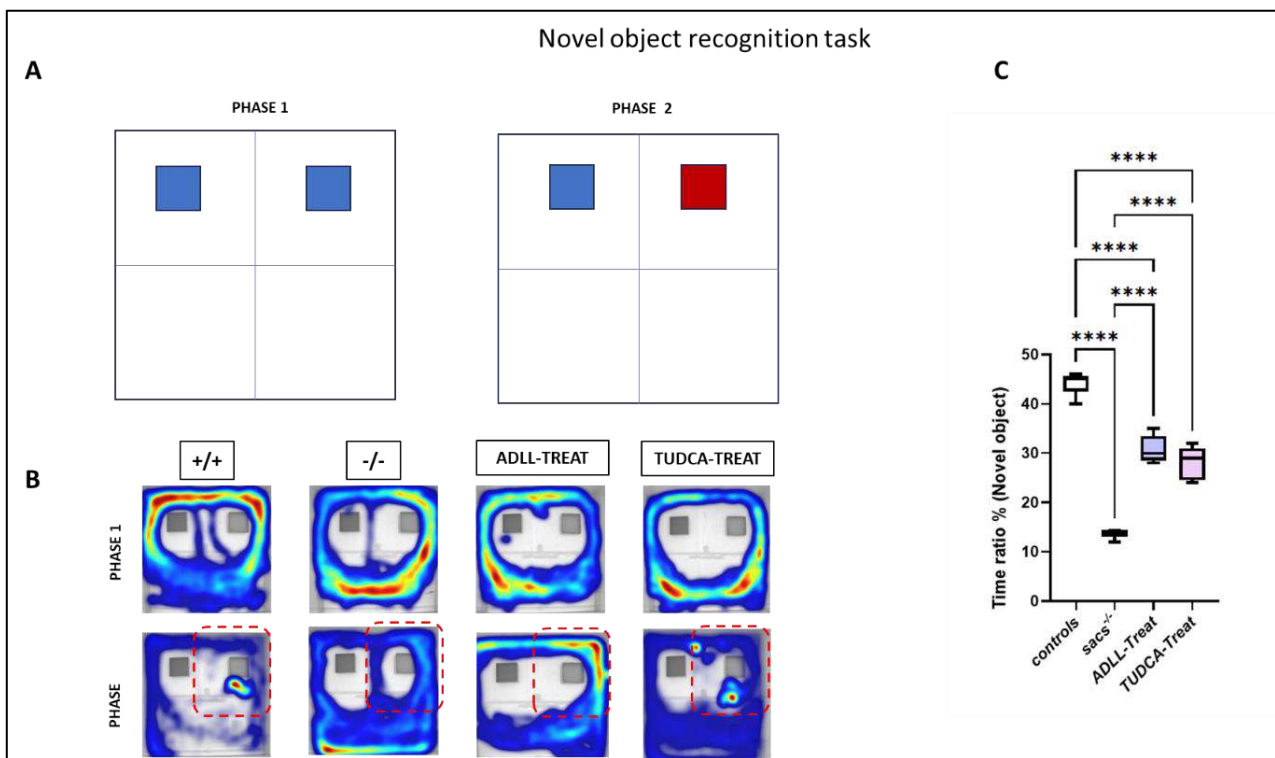 Novel object recognition task
A
C
PHASE 1
PHASE 2
B
+/+
-/-
ADLL-TREAT
TUDCA-TREAT
PHASE 1
PHASE
****
****
****
****
****
Time ratio % (Novel object)
50
40
30
20
10
0
controls
sacs-/-
ADLL-Treat
TUDCA-Treat